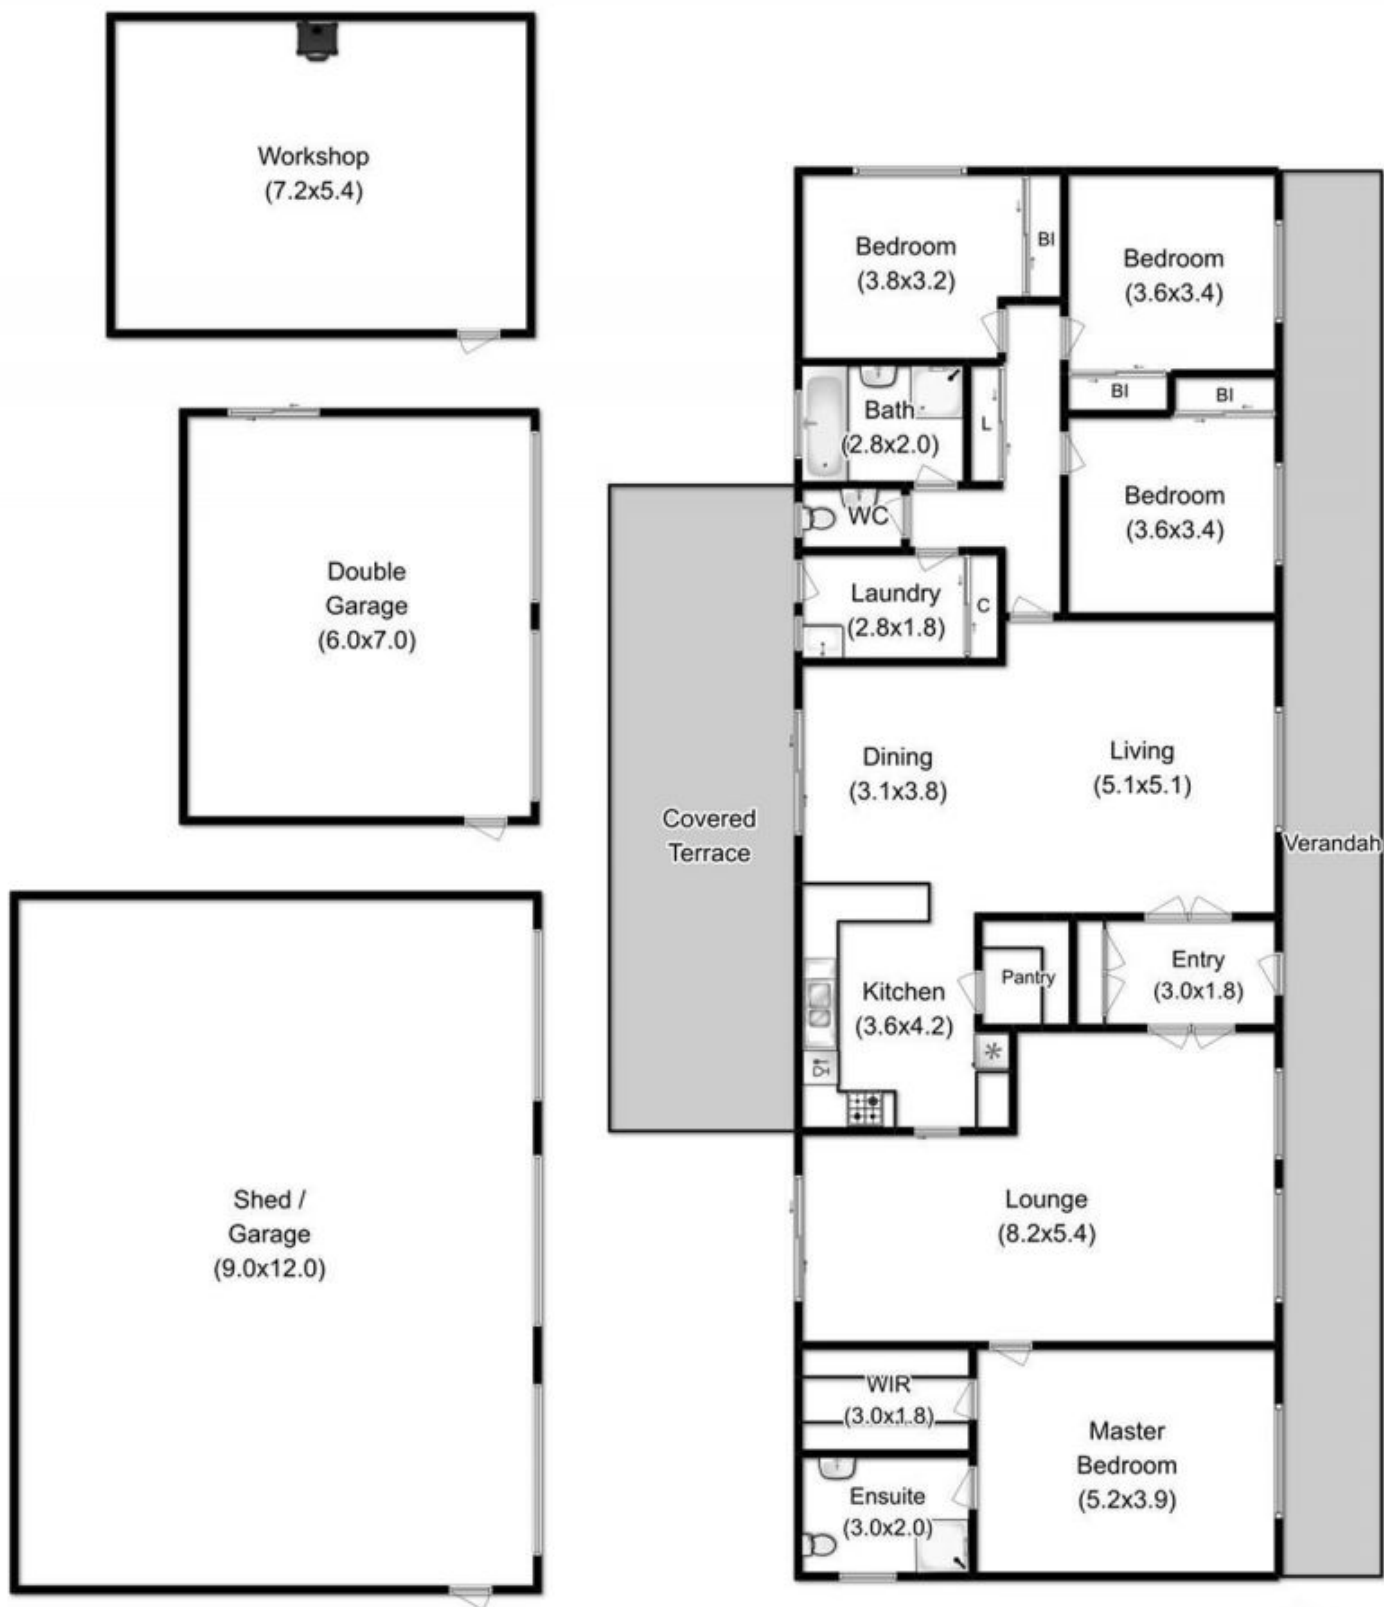 Workshop
(7.2x5.4)
Bedroom
(3.8x3.2)
BI
Bedroom
(3.6x3.4)
BI
BI
Bath
(2.8x2.0)
L
WC
Bedroom
(3.6x3.4)
Laundry
(2.8x1.8)
C
Double
Garage
(6.0x7.0)
Dining
(3.1x3.8)
Living
(5.1x5.1)
Covered
Terrace
Verandah
Kitchen
(3.6x4.2)
Pantry
Entry
(3.0x1.8)
Shed /
Garage
(9.0x12.0)
Lounge
(8.2x5.4)
WIR
(3.0x1.8)
Master
Bedroom
(5.2x3.9)
Ensuite
(3.0x2.0)